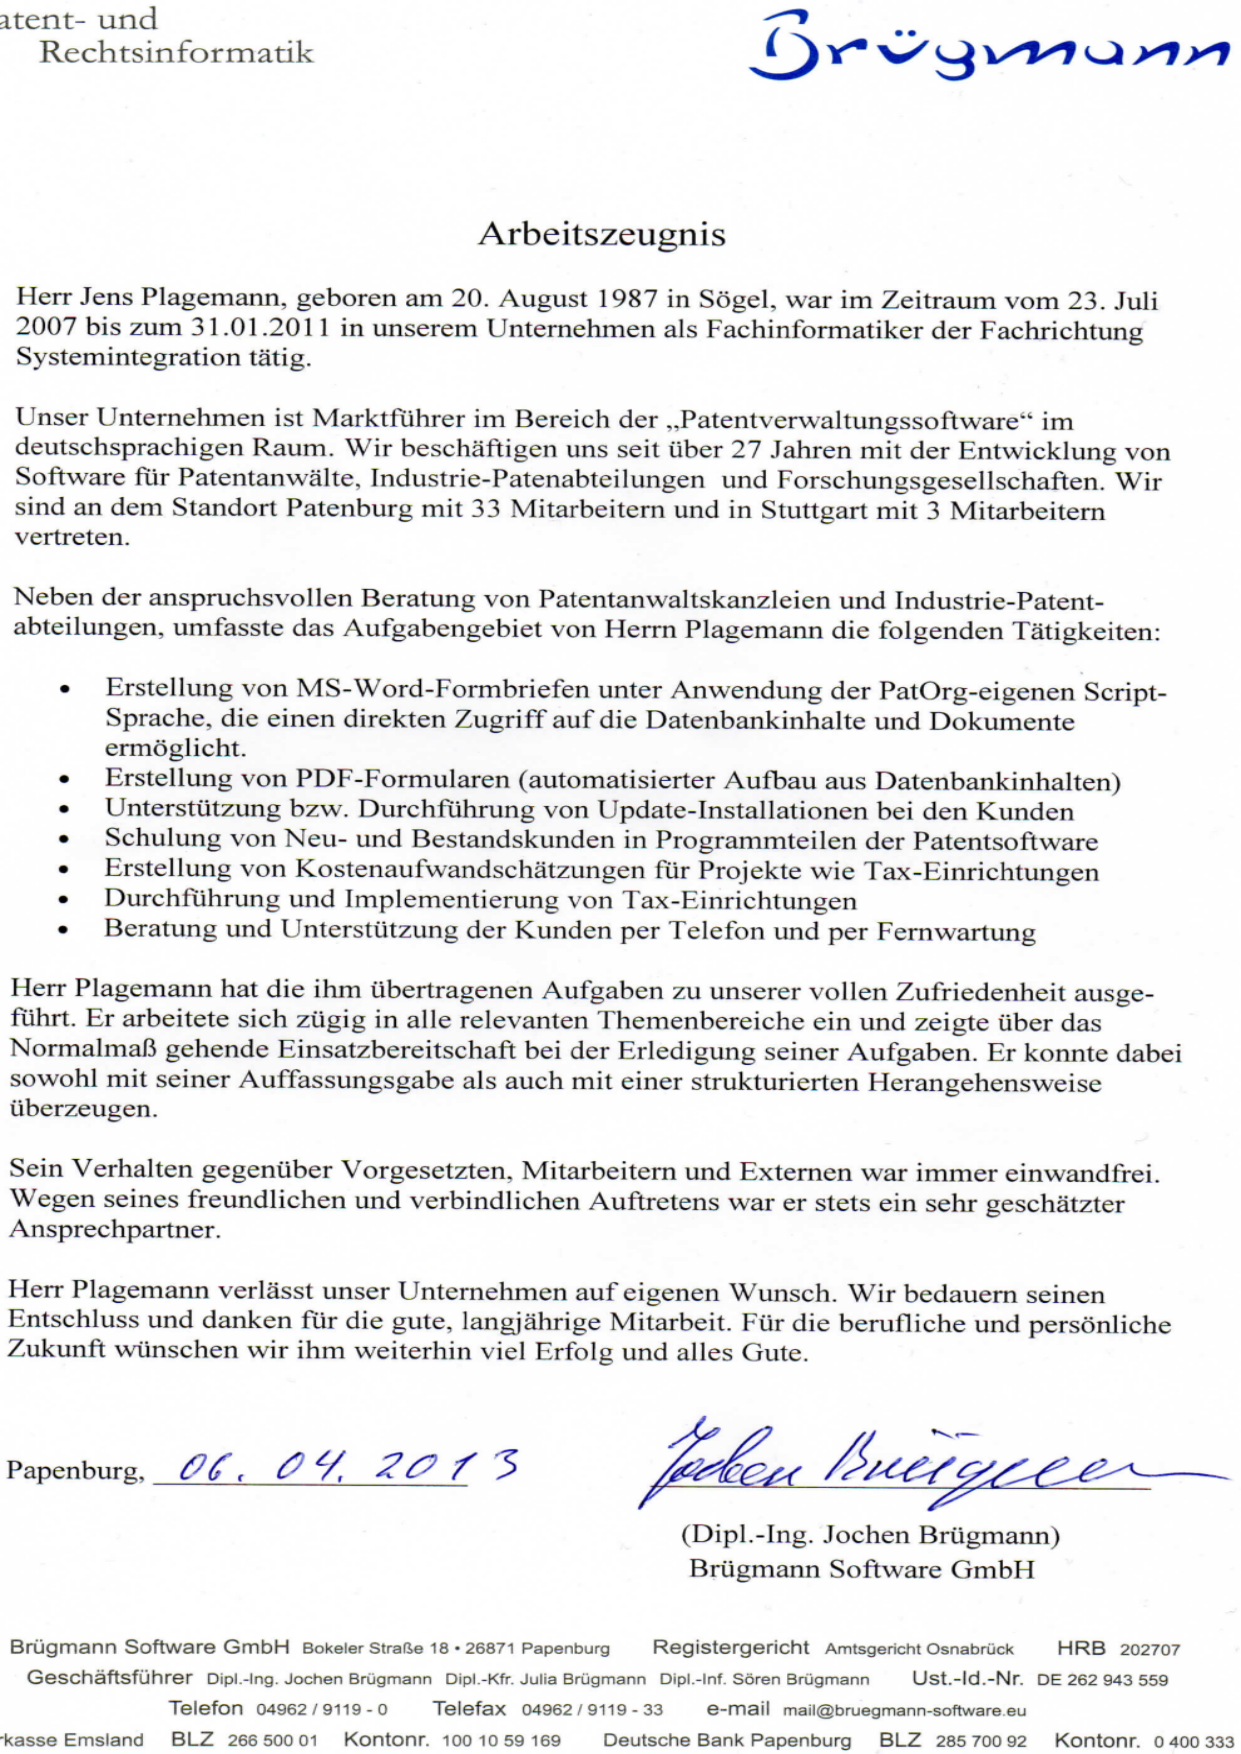 atent- und
Rechtsinformatik
Brügmann
Arbeitszeugnis
Herr Jens Plagemann, geboren am 20. August 1987 in Sögel, war im Zeitraum vom 23. Juli
2007 bis zum 31.01.2011 in unserem Unternehmen als Fachinformatiker der Fachrichtung
Systemintegration tätig.
Unser Unternehmen ist Marktführer im Bereich der „Patentverwaltungssoftware“ im
deutschsprachigen Raum. Wir beschäftigen uns seit über 27 Jahren mit der Entwicklung von
Software für Patentanwälte, Industrie-Patenabteilungen und Forschungsgesellschaften. Wir
sind an dem Standort Patenburg mit 33 Mitarbeitern und in Stuttgart mit 3 Mitarbeitern
vertreten.
Neben der anspruchsvollen Beratung von Patentanwaltskanzleien und Industrie-Patent-
abteilungen, umfasste das Aufgabengebiet von Herrn Plagemann die folgenden Tätigkeiten:
• Erstellung von MS-Word-Formbriefen unter Anwendung der PatOrg-eigenen Script-
Sprache, die einen direkten Zugriff auf die Datenbankinhalte und Dokumente
ermöglicht.
• Erstellung von PDF-Formularen (automatisierter Aufbau aus Datenbankinhalten)
• Unterstützung bzw. Durchführung von Update-Installationen bei den Kunden
• Schulung von Neu- und Bestandskunden in Programmteilen der Patentsoftware
• Erstellung von Kostenaufwandschätzungen für Projekte wie Tax-Einrichtungen
• Durchführung und Implementierung von Tax-Einrichtungen
• Beratung und Unterstützung der Kunden per Telefon und per Fernwartung
Herr Plagemann hat die ihm übertragenen Aufgaben zu unserer vollen Zufriedenheit ausge-
führt. Er arbeitete sich zügig in alle relevanten Themenbereiche ein und zeigte über das
Normalmaß gehende Einsatzbereitschaft bei der Erledigung seiner Aufgaben. Er konnte dabei
sowohl mit seiner Auffassungsgabe als auch mit einer strukturierten Herangehensweise
überzeugen.
Sein Verhalten gegenüber Vorgesetzten, Mitarbeitern und Externen war immer einwandfrei.
Wegen seines freundlichen und verbindlichen Auftretens war er stets ein sehr geschätzter
Ansprechpartner.
Herr Plagemann verlässt unser Unternehmen auf eigenen Wunsch. Wir bedauern seinen
Entschluss und danken für die gute, langjährige Mitarbeit. Für die berufliche und persönliche
Zukunft wünschen wir ihm weiterhin viel Erfolg und alles Gute.
Papenburg, 06. 04. 2013 Jochen Brügmann
(Dipl.-Ing. Jochen Brügmann)
Brügmann Software GmbH
Brügmann Software GmbH Bokeler Straße 18 • 26871 Papenburg Registergericht Amtsgericht Osnabrück HRB 202707
Geschäftsführer Dipl.-Ing. Jochen Brügmann Dipl.-Kfr. Julia Brügmann Dipl.-Inf. Sören Brügmann Ust.-Id.-Nr. DE 262 943 559
Telefon 04962 / 9119 - 0 Telefax 04962 / 9119 - 33 e-mail mail@bruegmann-software.eu
rkasse Emsland BLZ 266 500 01 Kontonr. 100 10 59 169 Deutsche Bank Papenburg BLZ 285 700 92 Kontonr. 0 400 333